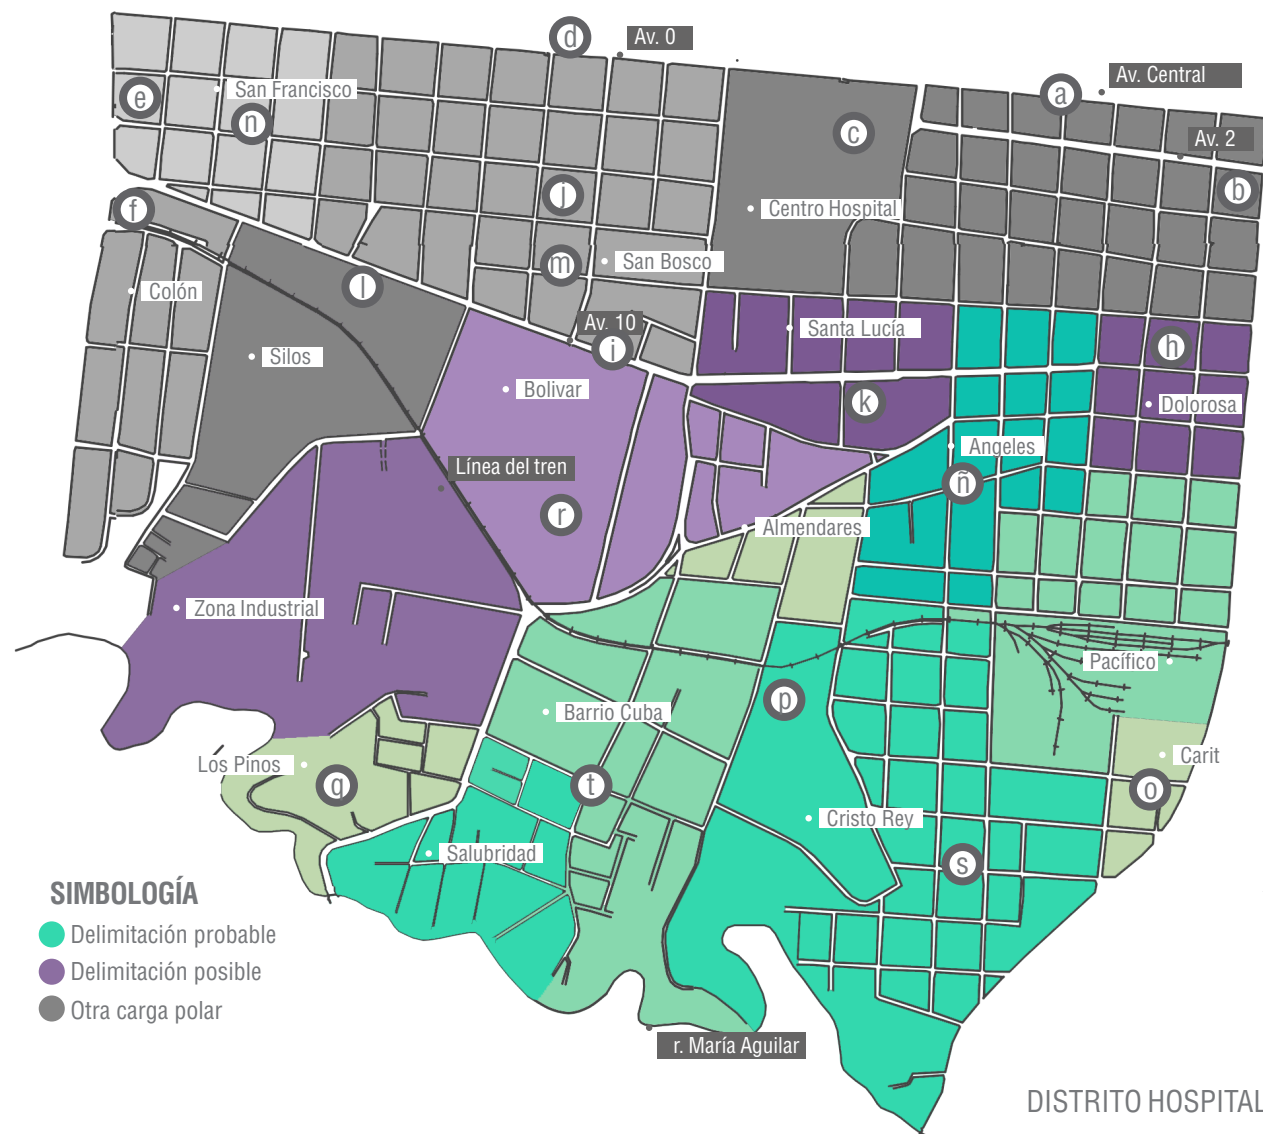 d
Av. 0
Av. Central
a
San Francisco
e
n
c
Av. 2
b
j
f
Centro Hospital
San Bosco
m
l
Colón
Av. 10
i
Santa Lucía
h
Silos
Bolivar
k
Dolorosa
Angeles
Línea del tren
ñ
r
Almendares
Zona Industrial
Pacífico
p
Barrio Cuba
Los Pinos
Carit
q
t
o
Cristo Rey
Salubridad
s
SIMBOLOGÍA
Delimitación probable
Delimitación posible
Otra carga polar
r. María Aguilar
DISTRITO HOSPITAL